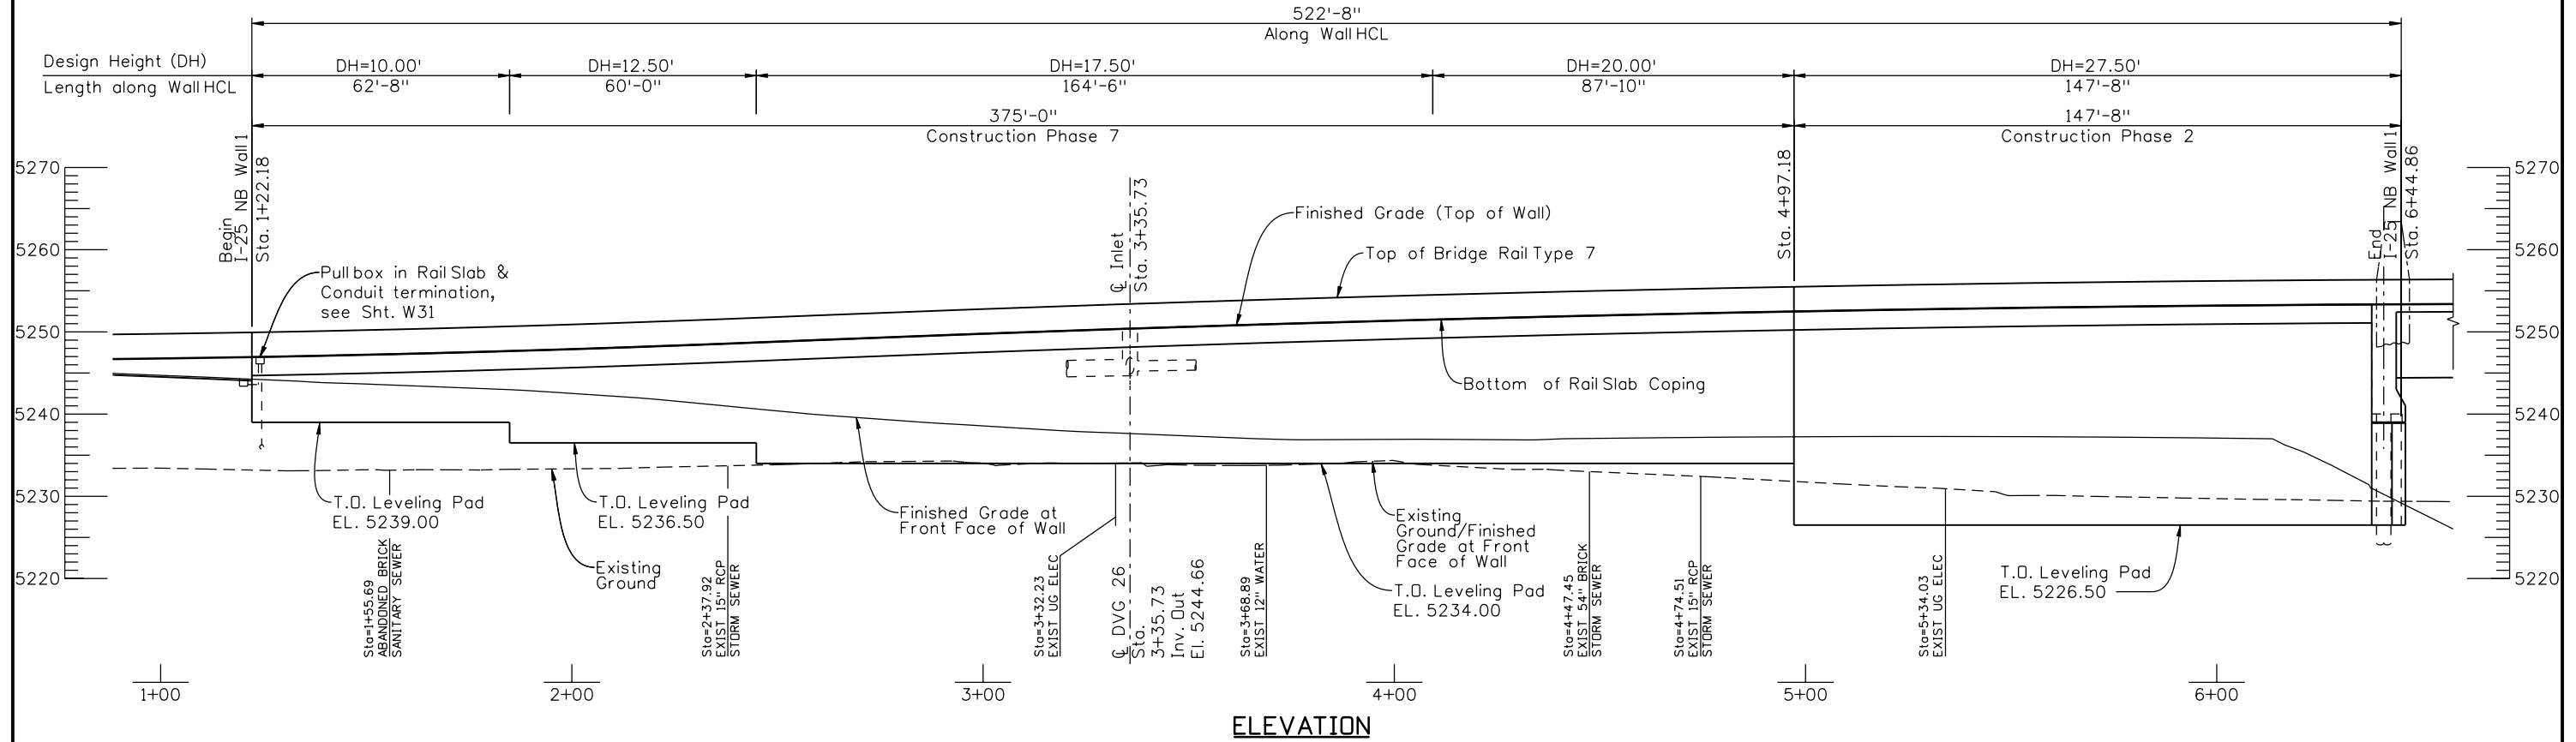 522'-8"
Along Wall HCL
Design Height (DH)
Length along Wall HCL
DH=10.00'
62'-8"
DH=12.50'
60'-0"
DH=17.50'
164'-6"
DH=20.00'
87'-10"
DH=27.50'
147'-8"
375'-0"
Construction Phase 7
147'-8"
Construction Phase 2
5270
5260
5250
5240
5230
5220
Begin
I-25 NB Wall 1
Sta. 1+22.18
Pull box in Rail Slab &
Conduit termination,
see Sht. W31
℄ Inlet
Sta. 3+35.73
Finished Grade (Top of Wall)
Top of Bridge Rail Type 7
Bottom of Rail Slab Coping
Sta. 4+97.18
End
I-25 NB Wall 1
Sta. 6+44.86
5270
5260
5250
5240
5230
5220
T.O. Leveling Pad
EL. 5239.00
T.O. Leveling Pad
EL. 5236.50
Existing
Ground
Finished Grade at
Front Face of Wall
Existing
Ground/Finished
Grade at Front
Face of Wall
T.O. Leveling Pad
EL. 5234.00
T.O. Leveling Pad
EL. 5226.50
Sta=1+55.69
ABANDONED BRICK
SANITARY SEWER
Sta=2+37.92
EXIST 15" RCP
STORM SEWER
Sta=3+32.23
EXIST UG ELEC
℄ DVG 26
Sta.
3+35.73
Inv. Out
El. 5244.66
Sta=3+68.89
EXIST 12" WATER
Sta=4+47.45
EXIST 54" BRICK
STORM SEWER
Sta=4+74.51
EXIST 15" RCP
STORM SEWER
Sta=5+34.03
EXIST UG ELEC
1+00
2+00
3+00
4+00
5+00
6+00
ELEVATION